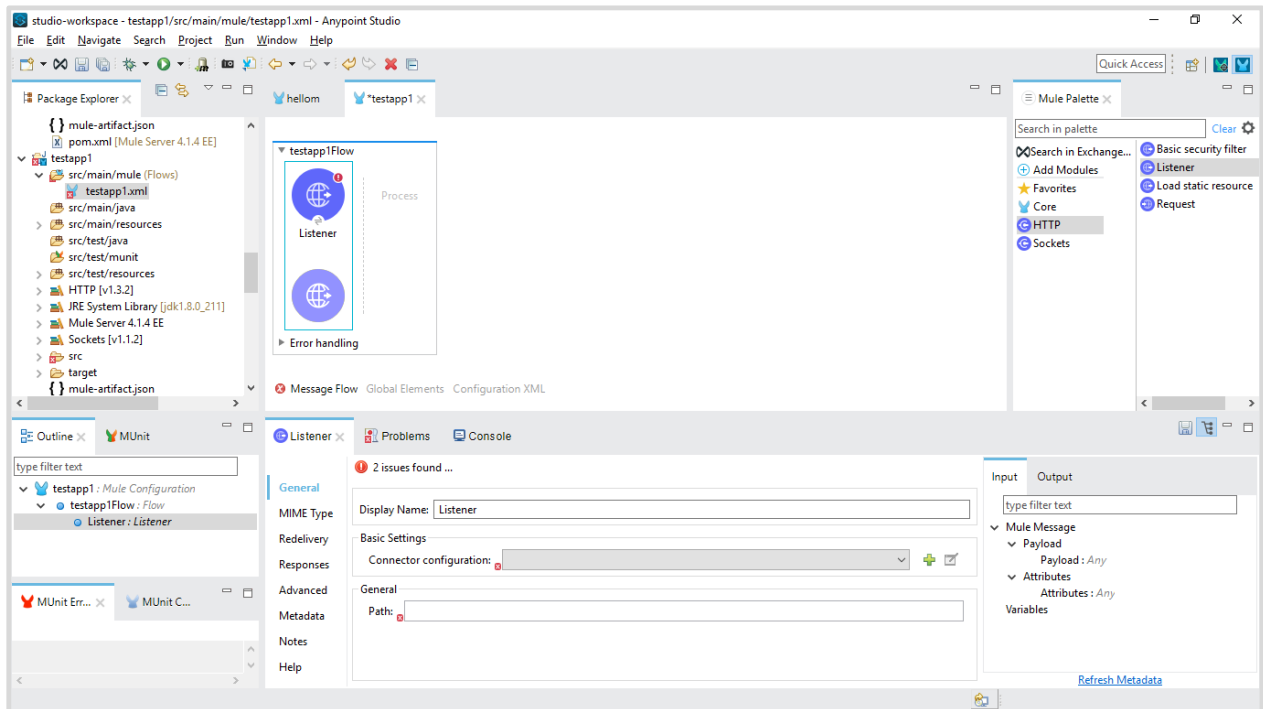 studio-workspace - testapp1/src/main/mule/testapp1.xml - Anypoint Studio
File Edit Navigate Search Project Run Window Help
Quick Access
Package Explorer
{ } mule-artifact.json
pom.xml [Mule Server 4.1.4 EE]
testapp1
src/main/mule (Flows)
testapp1.xml
src/main/java
src/main/resources
src/test/java
src/test/munit
src/test/resources
HTTP [v1.3.2]
JRE System Library [jdk1.8.0_211]
Mule Server 4.1.4 EE
Sockets [v1.1.2]
src
target
{ } mule-artifact.json
hellom
*testapp1
testapp1Flow
Listener
Process
Error handling
Message Flow Global Elements Configuration XML
Mule Palette
Search in palette
Clear
Search in Exchange...
Add Modules
Favorites
Core
HTTP
Sockets
Basic security filter
Listener
Load static resource
Request
Outline
MUnit
type filter text
testapp1 : Mule Configuration
testapp1Flow : Flow
Listener : Listener
MUnit Err...
MUnit C...
Listener
Problems
Console
2 issues found ...
General
MIME Type
Redelivery
Responses
Advanced
Metadata
Notes
Help
Display Name: Listener
Basic Settings
Connector configuration:
General
Path:
Input
Output
type filter text
Mule Message
Payload
Payload : Any
Attributes
Attributes : Any
Variables
Refresh Metadata